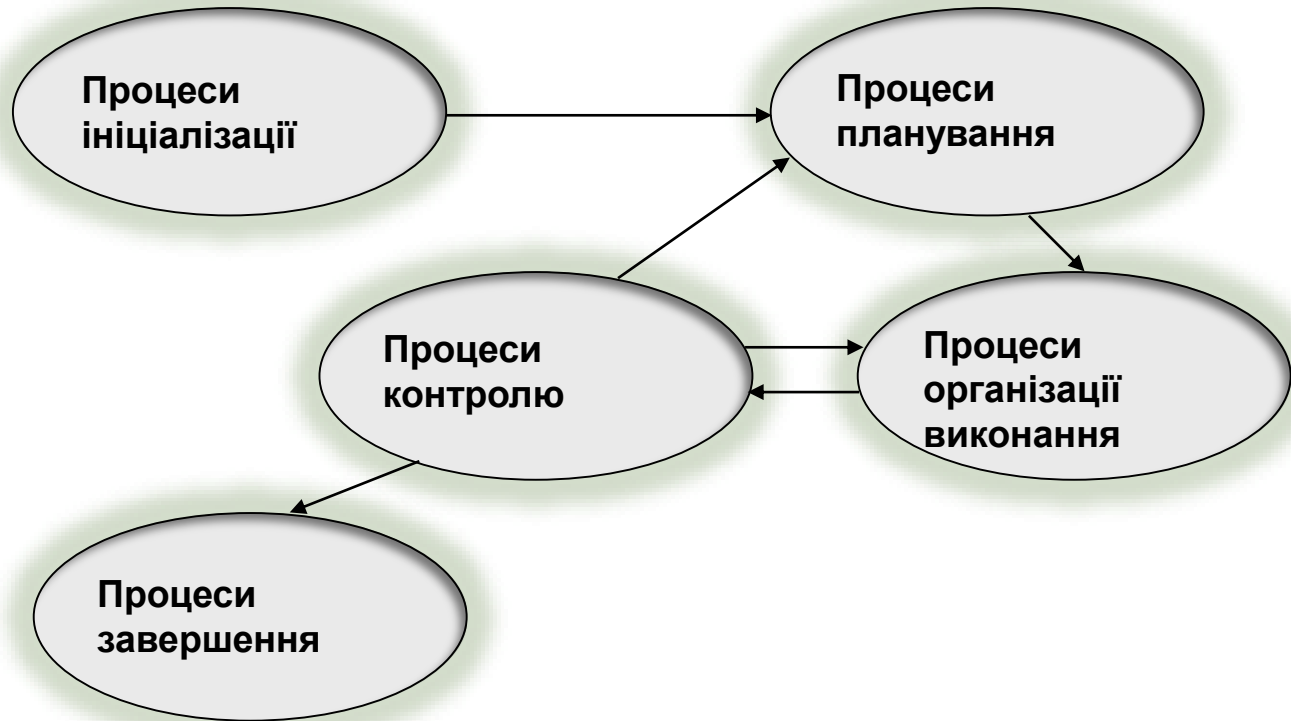 Процеси
ініціалізації
Процеси
планування
Процеси
контролю
Процеси
організації
виконання
Процеси
завершення